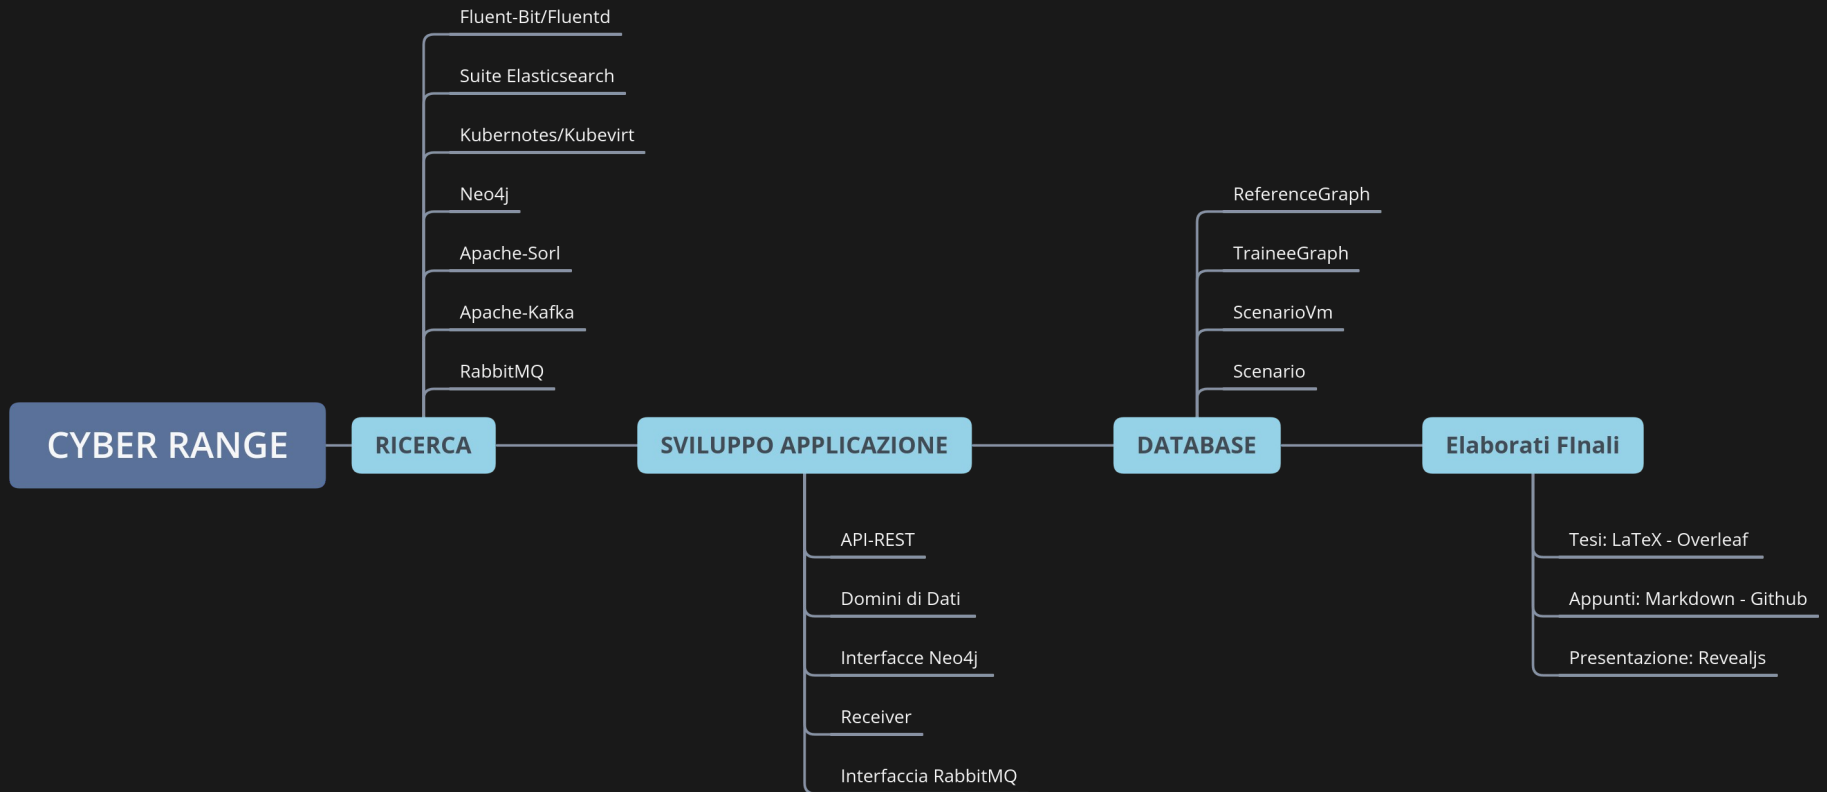 Fluent-Bit/Fluentd
Suite Elasticsearch
Kubernotes/Kubevirt
Neo4j
Apache-Sorl
Apache-Kafka
RabbitMQ
ReferenceGraph
TraineeGraph
ScenarioVm
Scenario
CYBER RANGE
RICERCA
SVILUPPO APPLICAZIONE
DATABASE
Elaborati FInali
API-REST
Domini di Dati
Interfacce Neo4j
Receiver
Interfaccia RabbitMQ
Tesi: LaTeX - Overleaf
Appunti: Markdown - Github
Presentazione: Revealjs